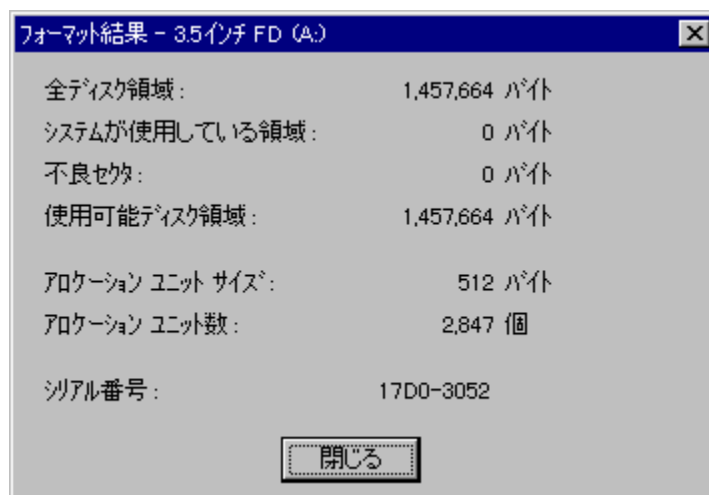 フォーマット結果 - 3.5インチ FD (A:)
全ディスク領域: 1,457,664 バイト
システムが使用している領域: 0 バイト
不良セクタ: 0 バイト
使用可能ディスク領域: 1,457,664 バイト
アロケーション ユニット サイズ: 512 バイト
アロケーション ユニット数: 2,847 個
シリアル番号: 17D0-3052
閉じる